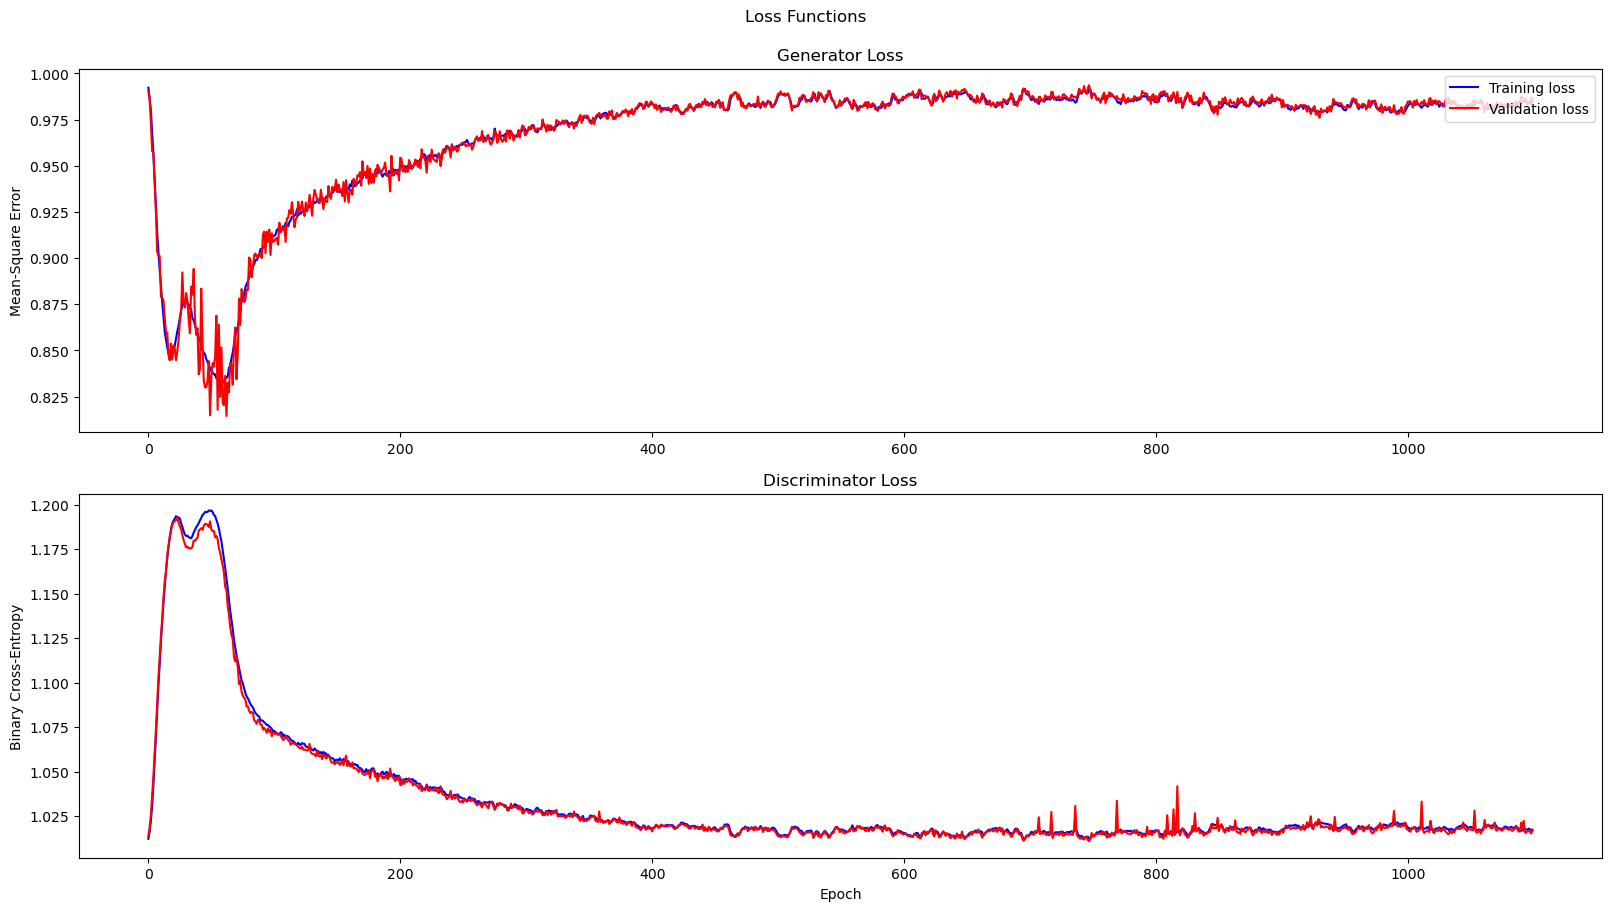 Loss Functions
Generator Loss
1.000
0.975
0.950
0.925
0.900
0.875
0.850
0.825
Mean-Square Error
Training loss
Validation loss
0 200 400 600 800 1000
Discriminator Loss
1.200
1.175
1.150
1.125
1.100
1.075
1.050
1.025
Binary Cross-Entropy
0 200 400 600 800 1000
Epoch